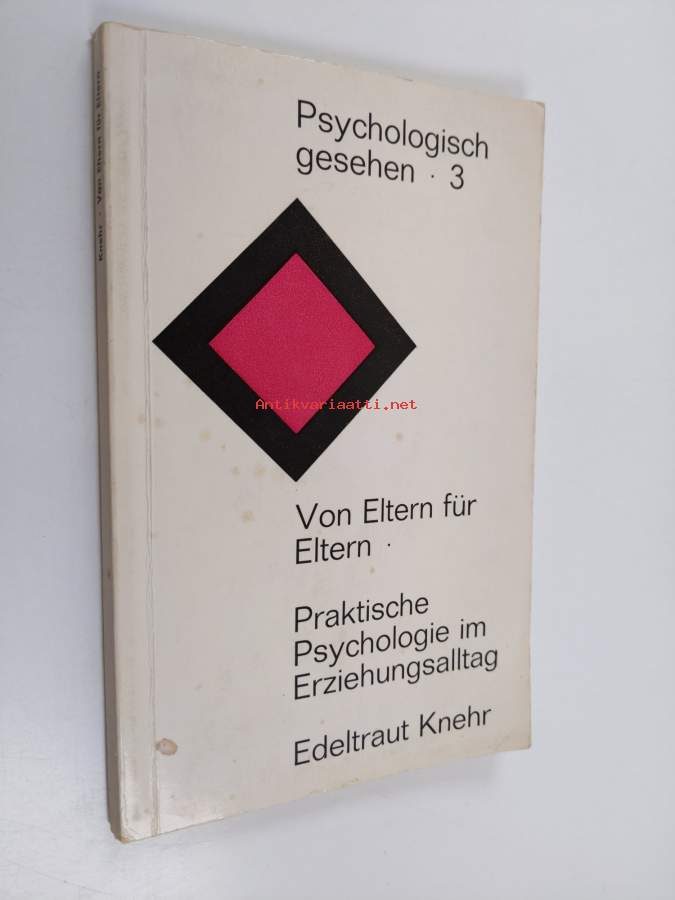 Knehr · Von Eltern für Eltern
Psychologisch
gesehen · 3
Antikvariaatti.net
Von Eltern für
Eltern ·
Praktische
Psychologie im
Erziehungsalltag
Edeltraut Knehr